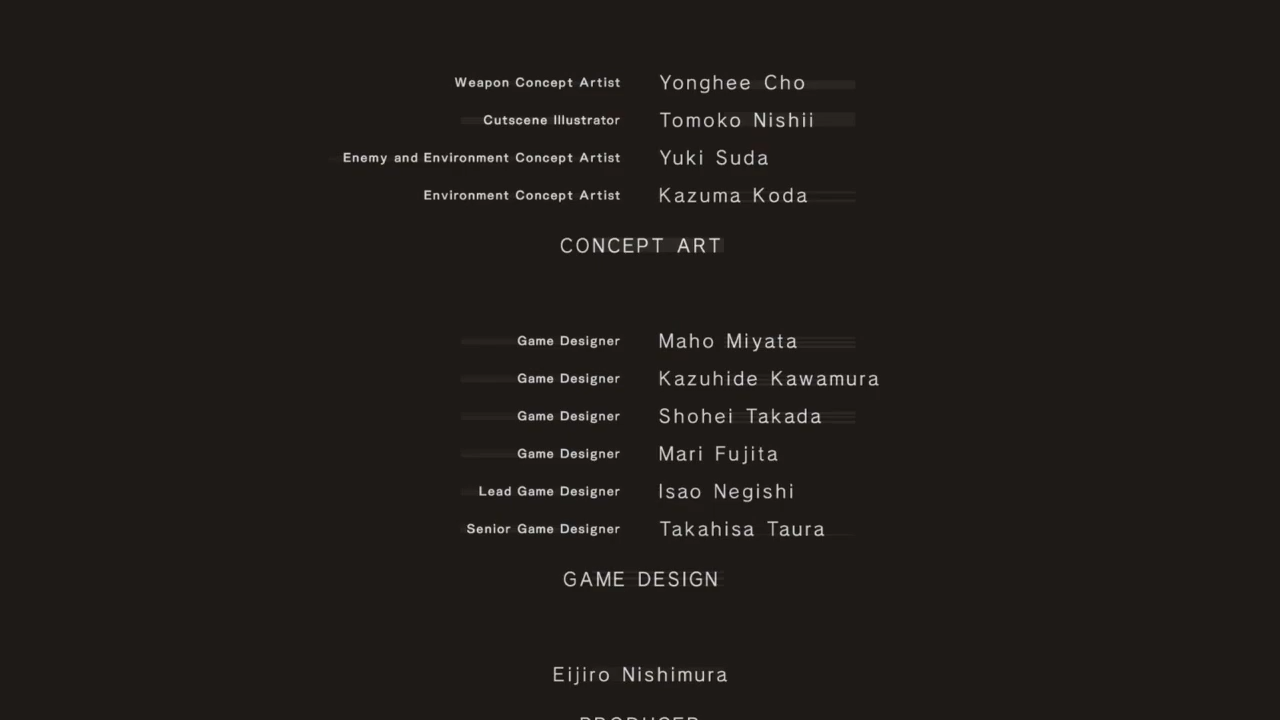 Weapon Concept Artist Yonghee Cho
Cutscene Illustrator Tomoko Nishii
Enemy and Environment Concept Artist Yuki Suda
Environment Concept Artist Kazuma Koda
CONCEPT ART
Game Designer Maho Miyata
Game Designer Kazuhide Kawamura
Game Designer Shohei Takada
Game Designer Mari Fujita
Lead Game Designer Isao Negishi
Senior Game Designer Takahisa Taura
GAME DESIGN
Eijiro Nishimura
PRODUCER